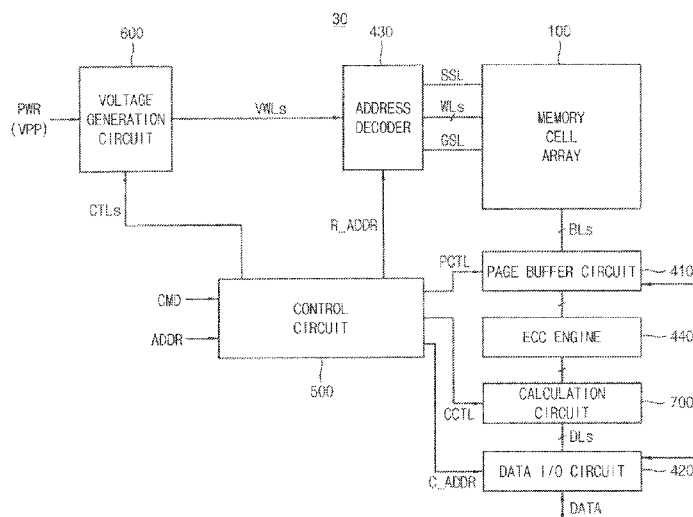 30
600
430
100
PWR
(VPP)
VOLTAGE
GENERATION
CIRCUIT
VWLs
ADDRESS
DECODER
SSL
WLs
GSL
MEMORY
CELL
ARRAY
CTLs
R_ADDR
BLs
PCTL
PAGE BUFFER CIRCUIT
410
CMD
ADDR
CONTROL
CIRCUIT
500
ECC ENGINE
440
CCTL
CALCULATION
CIRCUIT
700
DLs
C_ADDR
DATA I/O CIRCUIT
420
DATA